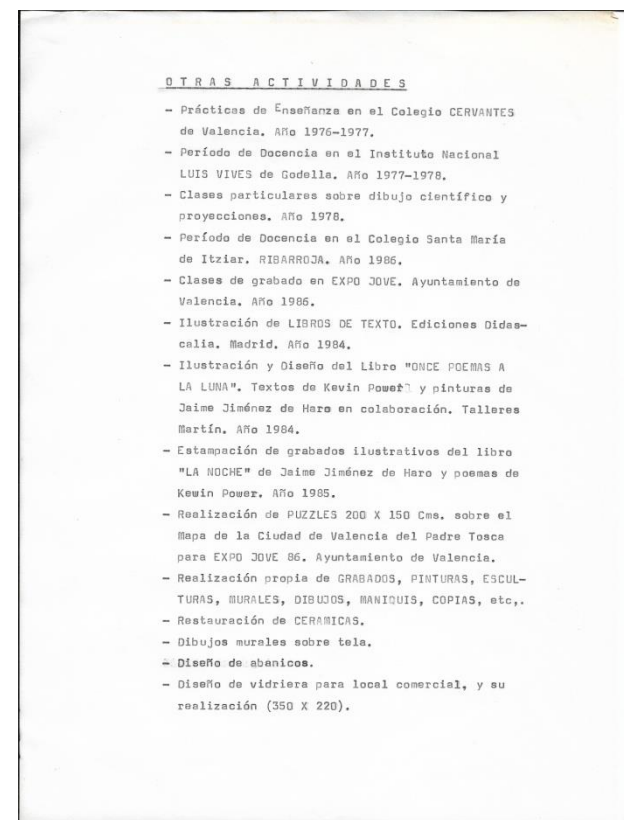 OTRAS ACTIVIDADES
- Prácticas de Enseñanza en el Colegio CERVANTES
de Valencia. Año 1976-1977.
- Período de Docencia en el Instituto Nacional
LUIS VIVES de Godella. Año 1977-1978.
- Clases particulares sobre dibujo científico y
proyecciones. Año 1978.
- Período de Docencia en el Colegio Santa María
de Itziar. RIBARROJA. Año 1986.
- Clases de grabado en EXPO JOVE. Ayuntamiento de
Valencia. Año 1986.
- Ilustración de LIBROS DE TEXTO. Ediciones Didas-
calia. Madrid. Año 1984.
- Ilustración y Diseño del Libro "ONCE POEMAS A
LA LUNA". Textos de Kevin Power y pinturas de
Jaime Jiménez de Haro en colaboración. Talleres
Martín. Año 1984.
- Estampación de grabados ilustrativos del libro
"LA NOCHE" de Jaime Jiménez de Haro y poemas de
Kewin Power. Año 1985.
- Realización de PUZZLES 200 X 150 Cms. sobre el
Mapa de la Ciudad de Valencia del Padre Tosca
para EXPO JOVE 86. Ayuntamiento de Valencia.
- Realización propia de GRABADOS, PINTURAS, ESCUL-
TURAS, MURALES, DIBUJOS, MANIQUIS, COPIAS, etc,.
- Restauración de CERAMICAS.
- Dibujos murales sobre tela.
- Diseño de abanicos.
- Diseño de vidriera para local comercial, y su
realización (350 X 220).